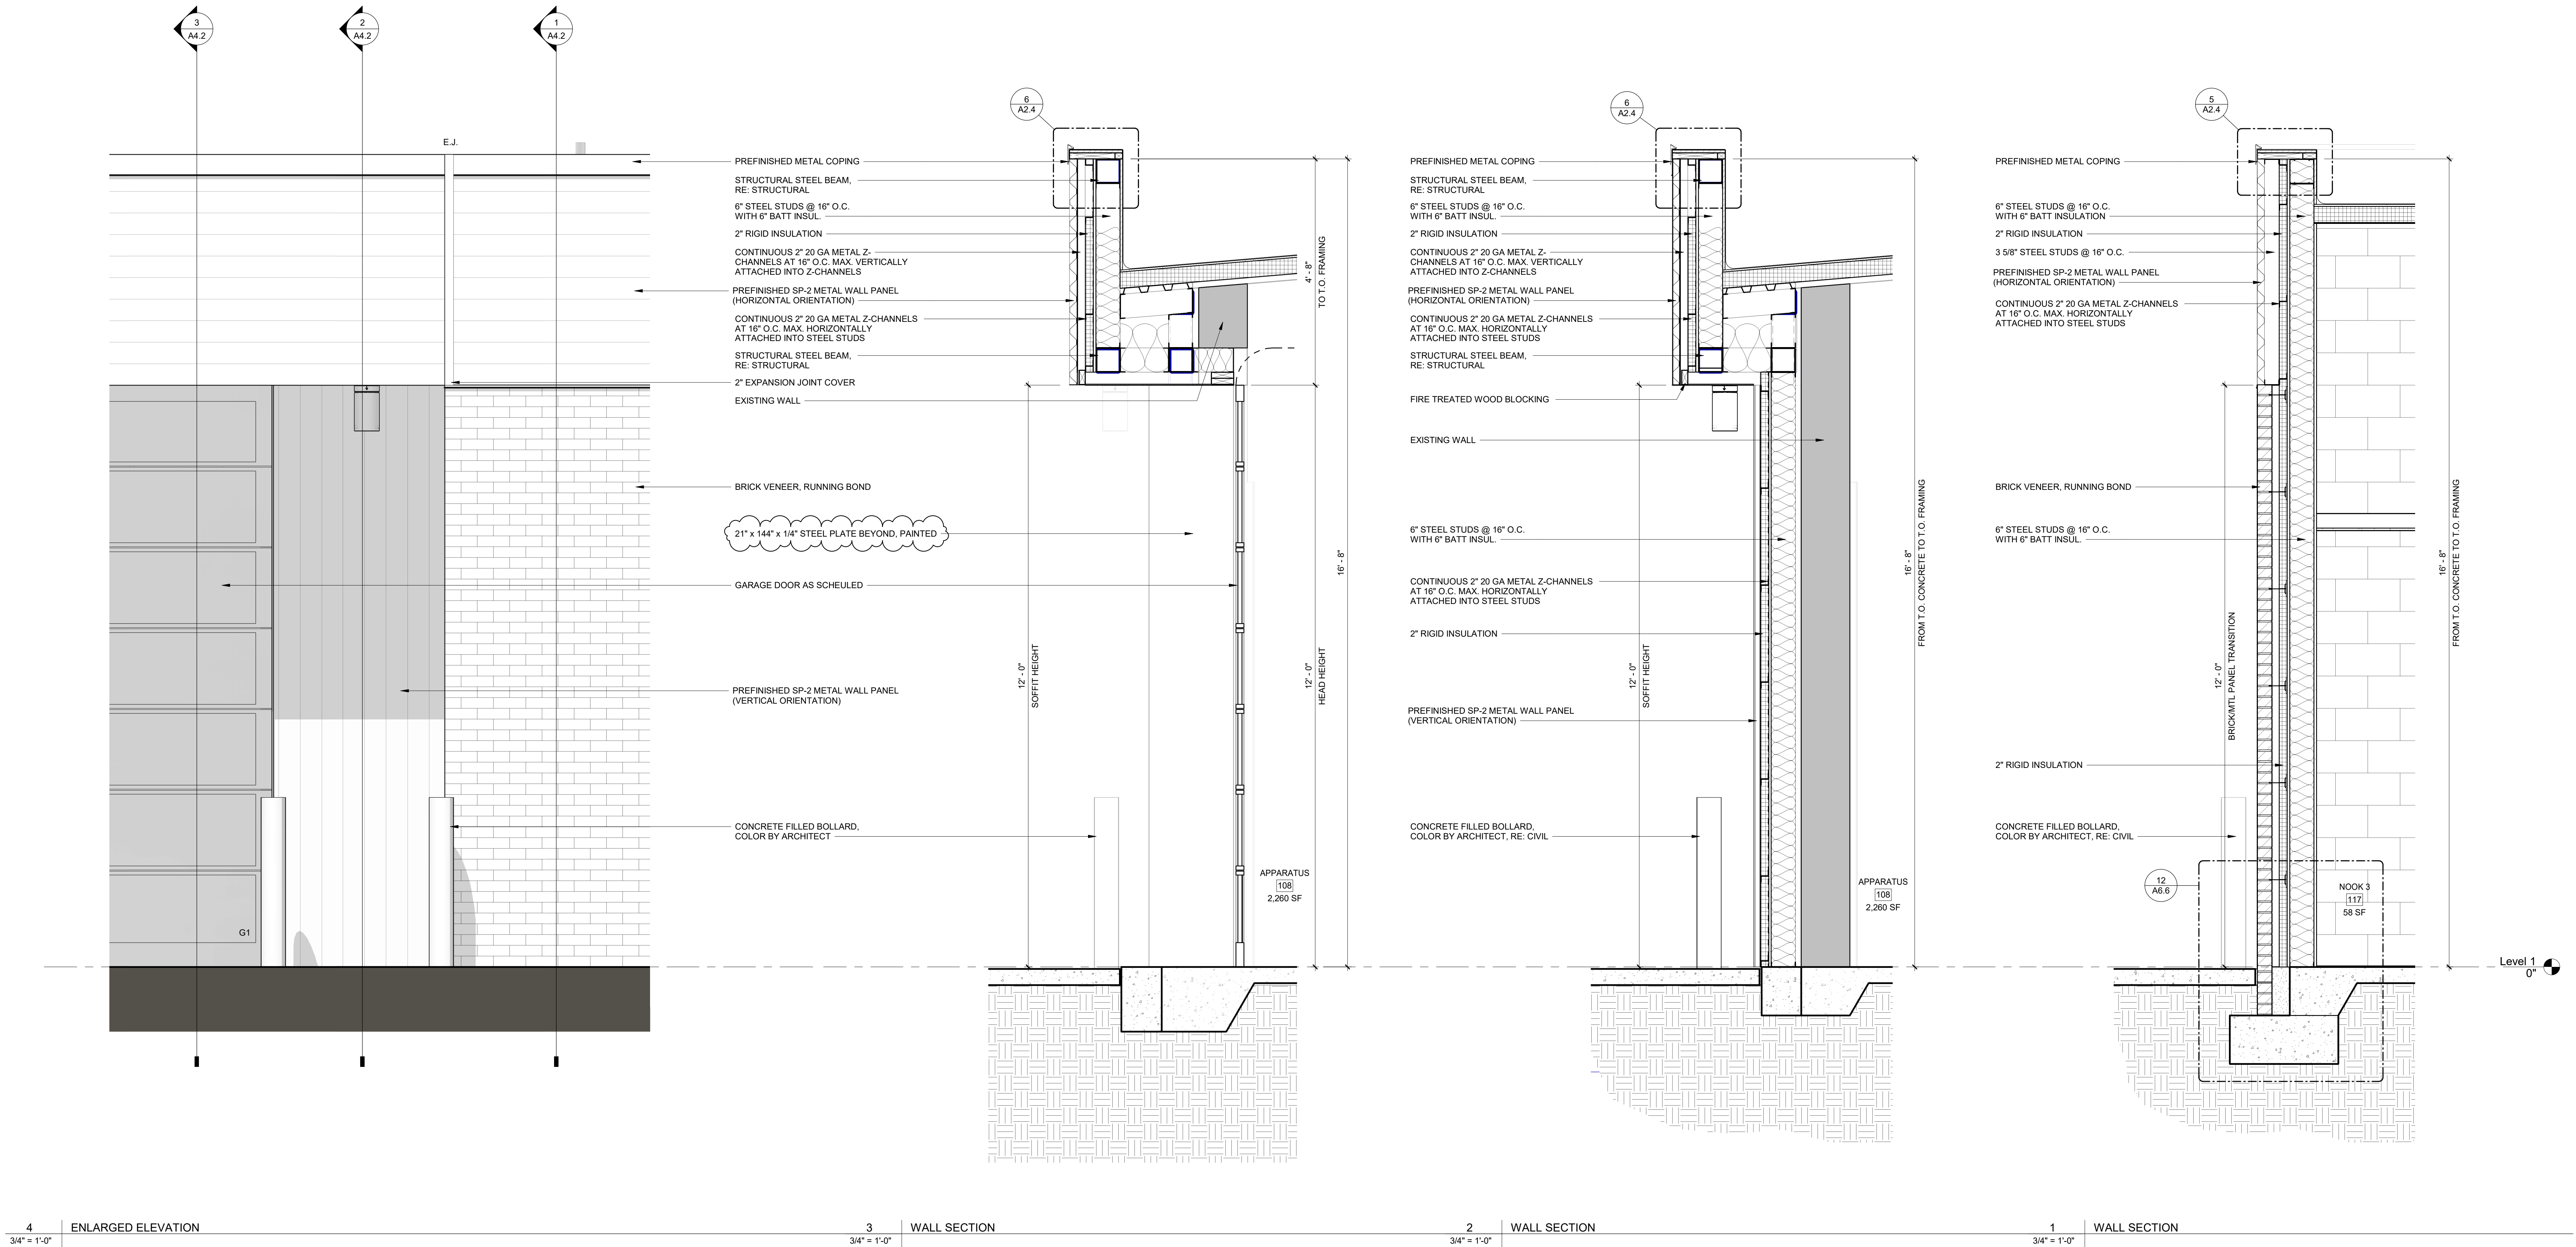 3
A4.2
2
A4.2
1
A4.2
E.J.
G1
PREFINISHED METAL COPING
STRUCTURAL STEEL BEAM,
RE: STRUCTURAL
6" STEEL STUDS @ 16" O.C.
WITH 6" BATT INSUL.
2" RIGID INSULATION
CONTINUOUS 2" 20 GA METAL Z-
CHANNELS AT 16" O.C. MAX. VERTICALLY
ATTACHED INTO Z-CHANNELS
PREFINISHED SP-2 METAL WALL PANEL
(HORIZONTAL ORIENTATION)
CONTINUOUS 2" 20 GA METAL Z-CHANNELS
AT 16" O.C. MAX. HORIZONTALLY
ATTACHED INTO STEEL STUDS
STRUCTURAL STEEL BEAM,
RE: STRUCTURAL
2" EXPANSION JOINT COVER
EXISTING WALL
BRICK VENEER, RUNNING BOND
21" x 144" x 1/4" STEEL PLATE BEYOND, PAINTED
GARAGE DOOR AS SCHEULED
PREFINISHED SP-2 METAL WALL PANEL
(VERTICAL ORIENTATION)
CONCRETE FILLED BOLLARD,
COLOR BY ARCHITECT
6
A2.4
12' - 0"
SOFFIT HEIGHT
4' - 8"
TO T.O. FRAMING
12' - 0"
HEAD HEIGHT
16' - 8"
APPARATUS
108
2,260 SF
6
A2.4
PREFINISHED METAL COPING
STRUCTURAL STEEL BEAM,
RE: STRUCTURAL
6" STEEL STUDS @ 16" O.C.
WITH 6" BATT INSUL.
2" RIGID INSULATION
CONTINUOUS 2" 20 GA METAL Z-
CHANNELS AT 16" O.C. MAX. VERTICALLY
ATTACHED INTO Z-CHANNELS
PREFINISHED SP-2 METAL WALL PANEL
(HORIZONTAL ORIENTATION)
CONTINUOUS 2" 20 GA METAL Z-CHANNELS
AT 16" O.C. MAX. HORIZONTALLY
ATTACHED INTO STEEL STUDS
STRUCTURAL STEEL BEAM,
RE: STRUCTURAL
FIRE TREATED WOOD BLOCKING
EXISTING WALL
6" STEEL STUDS @ 16" O.C.
WITH 6" BATT INSUL.
CONTINUOUS 2" 20 GA METAL Z-CHANNELS
AT 16" O.C. MAX. HORIZONTALLY
ATTACHED INTO STEEL STUDS
2" RIGID INSULATION
PREFINISHED SP-2 METAL WALL PANEL
(VERTICAL ORIENTATION)
CONCRETE FILLED BOLLARD,
COLOR BY ARCHITECT, RE: CIVIL
12' - 0"
SOFFIT HEIGHT
16' - 8"
FROM T.O. CONCRETE TO T.O. FRAMING
APPARATUS
108
2,260 SF
5
A2.4
PREFINISHED METAL COPING
6" STEEL STUDS @ 16" O.C.
WITH 6" BATT INSULATION
2" RIGID INSULATION
3 5/8" STEEL STUDS @ 16" O.C.
PREFINISHED SP-2 METAL WALL PANEL
(HORIZONTAL ORIENTATION)
CONTINUOUS 2" 20 GA METAL Z-CHANNELS
AT 16" O.C. MAX. HORIZONTALLY
ATTACHED INTO STEEL STUDS
BRICK VENEER, RUNNING BOND
6" STEEL STUDS @ 16" O.C.
WITH 6" BATT INSUL.
2" RIGID INSULATION
CONCRETE FILLED BOLLARD,
COLOR BY ARCHITECT, RE: CIVIL
12
A6.6
12' - 0"
BRICK/MTL PANEL TRANSITION
16' - 8"
FROM T.O. CONCRETE TO T.O. FRAMING
NOOK 3
117
58 SF
Level 1
0"
4 ENLARGED ELEVATION
3/4" = 1'-0"
3 WALL SECTION
3/4" = 1'-0"
2 WALL SECTION
3/4" = 1'-0"
1 WALL SECTION
3/4" = 1'-0"